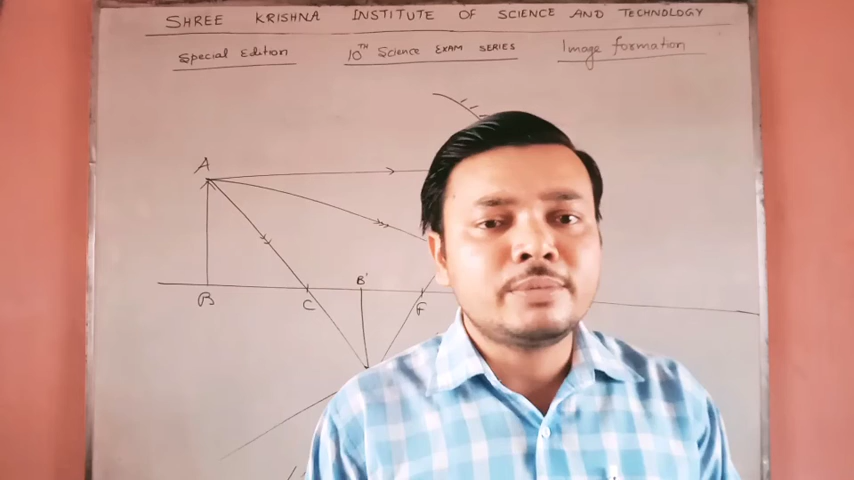 SHREE KRISHNA INSTITUTE OF SCIENCE AND TECHNOLOGY
Special Edition 10TH Science EXAM SERIES Image formation
A
B'
B C F